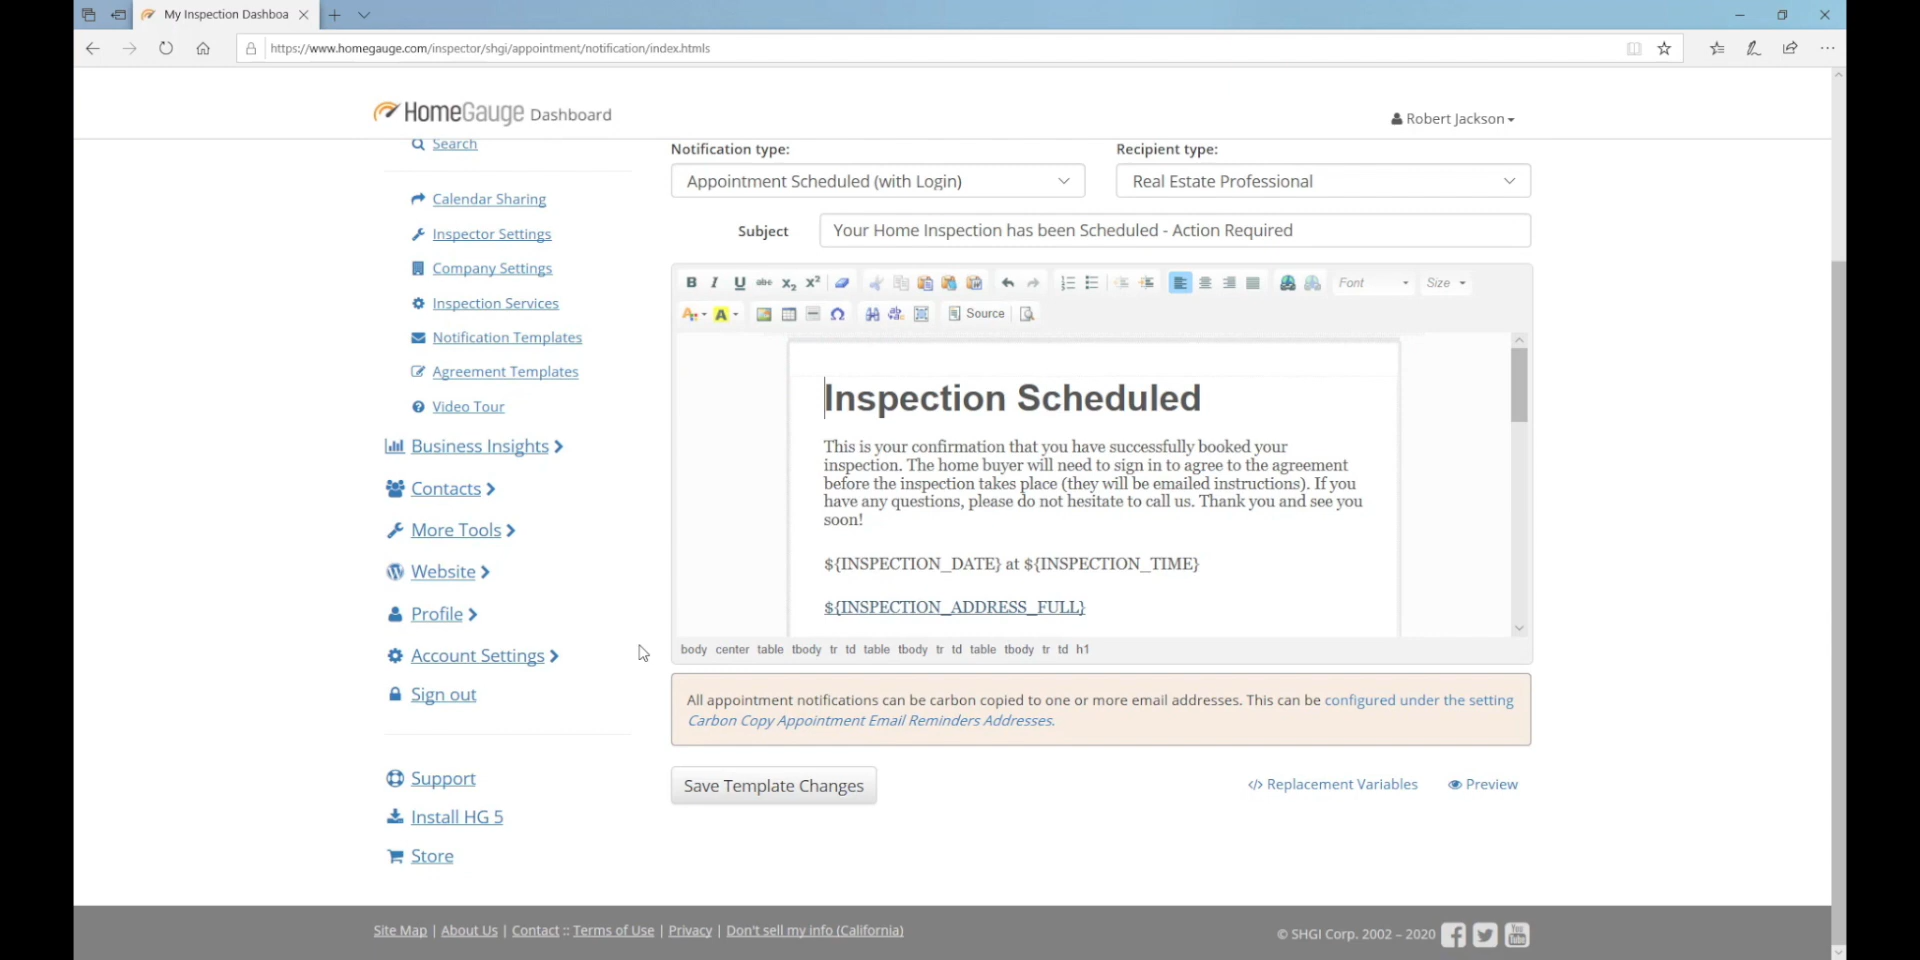 My Inspection Dashboa
https://www.homegauge.com/inspector/shgi/appointment/notification/index.htmls
HomeGauge Dashboard
Robert Jackson
Search
Calendar Sharing
Inspector Settings
Company Settings
Inspection Services
Notification Templates
Agreement Templates
Video Tour
Business Insights
Contacts
More Tools
Website
Profile
Account Settings
Sign out
Support
Install HG 5
Store
Notification type:
Recipient type:
Appointment Scheduled (with Login)
Real Estate Professional
Subject
Your Home Inspection has been Scheduled - Action Required
B I U abc x₂ x² Font Size
A A Ω Source
Inspection Scheduled
This is your confirmation that you have successfully booked your
inspection. The home buyer will need to sign in to agree to the agreement
before the inspection takes place (they will be emailed instructions). If you
have any questions, please do not hesitate to call us. Thank you and see you
soon!
${INSPECTION_DATE} at ${INSPECTION_TIME}
${INSPECTION_ADDRESS_FULL}
body center table tbody tr td table tbody tr td table tbody tr td h1
All appointment notifications can be carbon copied to one or more email addresses. This can be configured under the setting
Carbon Copy Appointment Email Reminders Addresses.
Save Template Changes
</> Replacement Variables
Preview
Site Map | About Us | Contact :: Terms of Use | Privacy | Don't sell my info (California)
© SHGI Corp. 2002 – 2020
You Tube